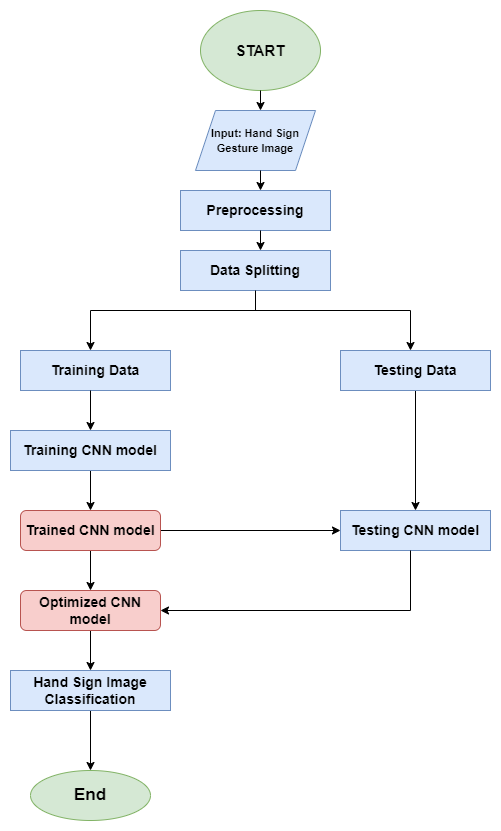 START
Input: Hand Sign
Gesture Image
Preprocessing
Data Splitting
Training Data
Testing Data
Training CNN model
Trained CNN model
Testing CNN model
Optimized CNN
model
Hand Sign Image
Classification
End